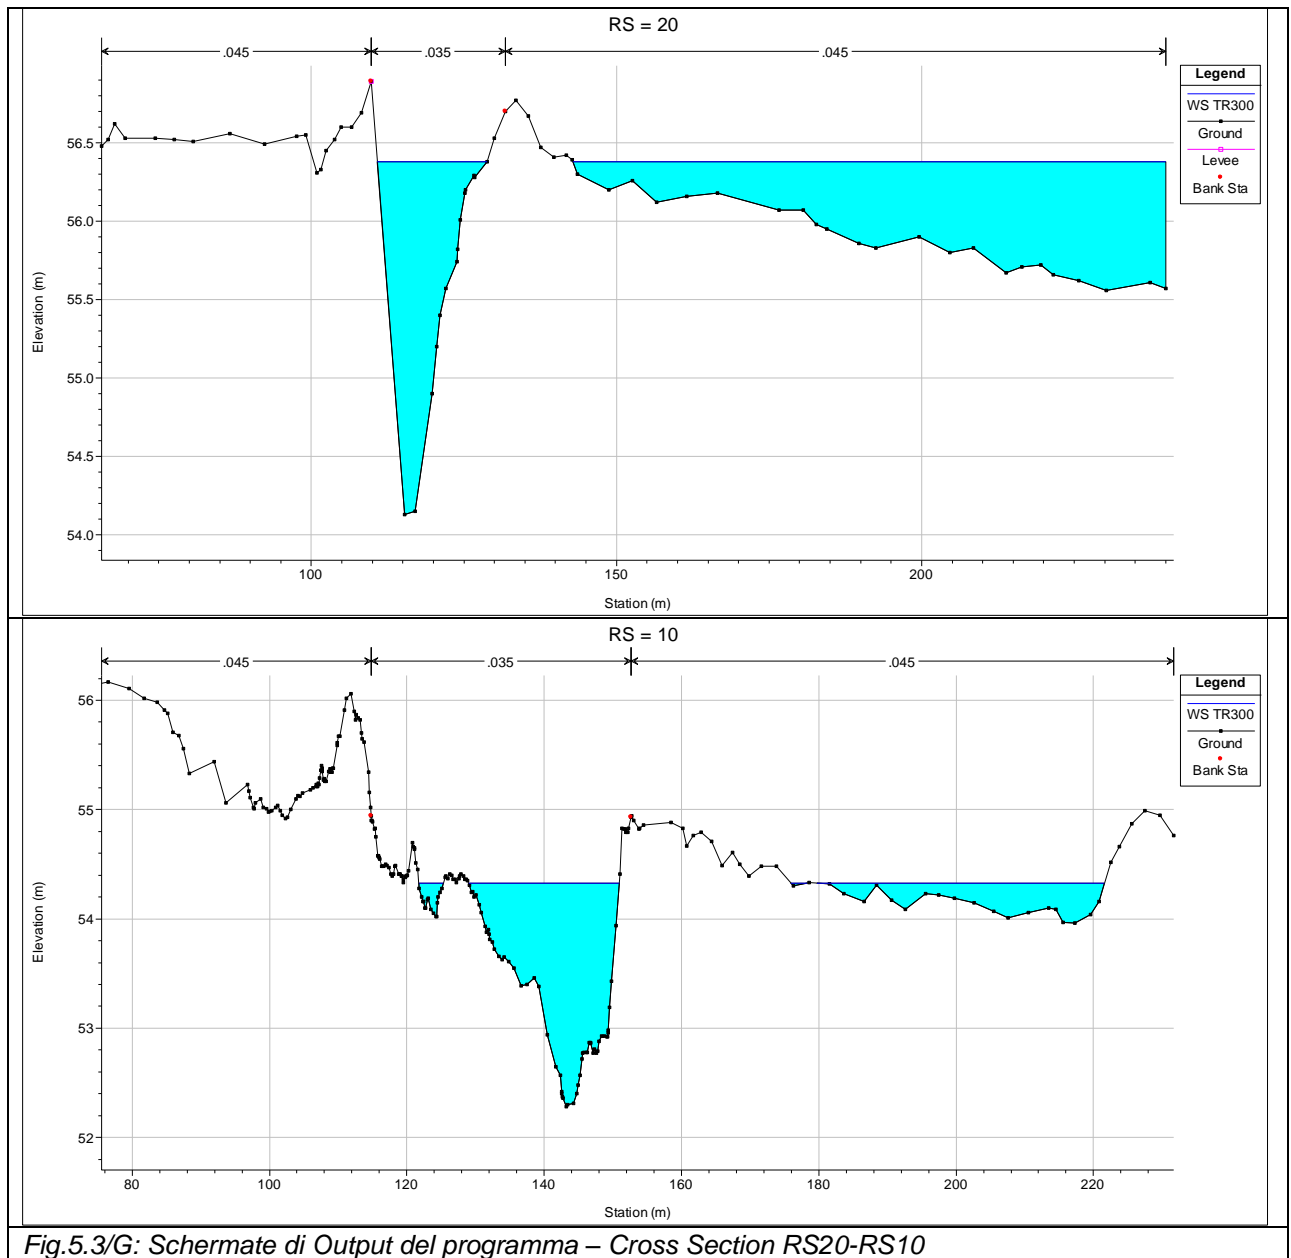 RS = 20
.045
.035
.045
Legend
WS TR300
Ground
Levee
Bank Sta
56.5
56.0
55.5
55.0
54.5
54.0
Elevation (m)
100
150
200
Station (m)
RS = 10
.045
.035
.045
Legend
WS TR300
Ground
Bank Sta
56
55
54
53
52
Elevation (m)
80
100
120
140
160
180
200
220
Station (m)
Fig.5.3/G: Schermate di Output del programma – Cross Section RS20-RS10